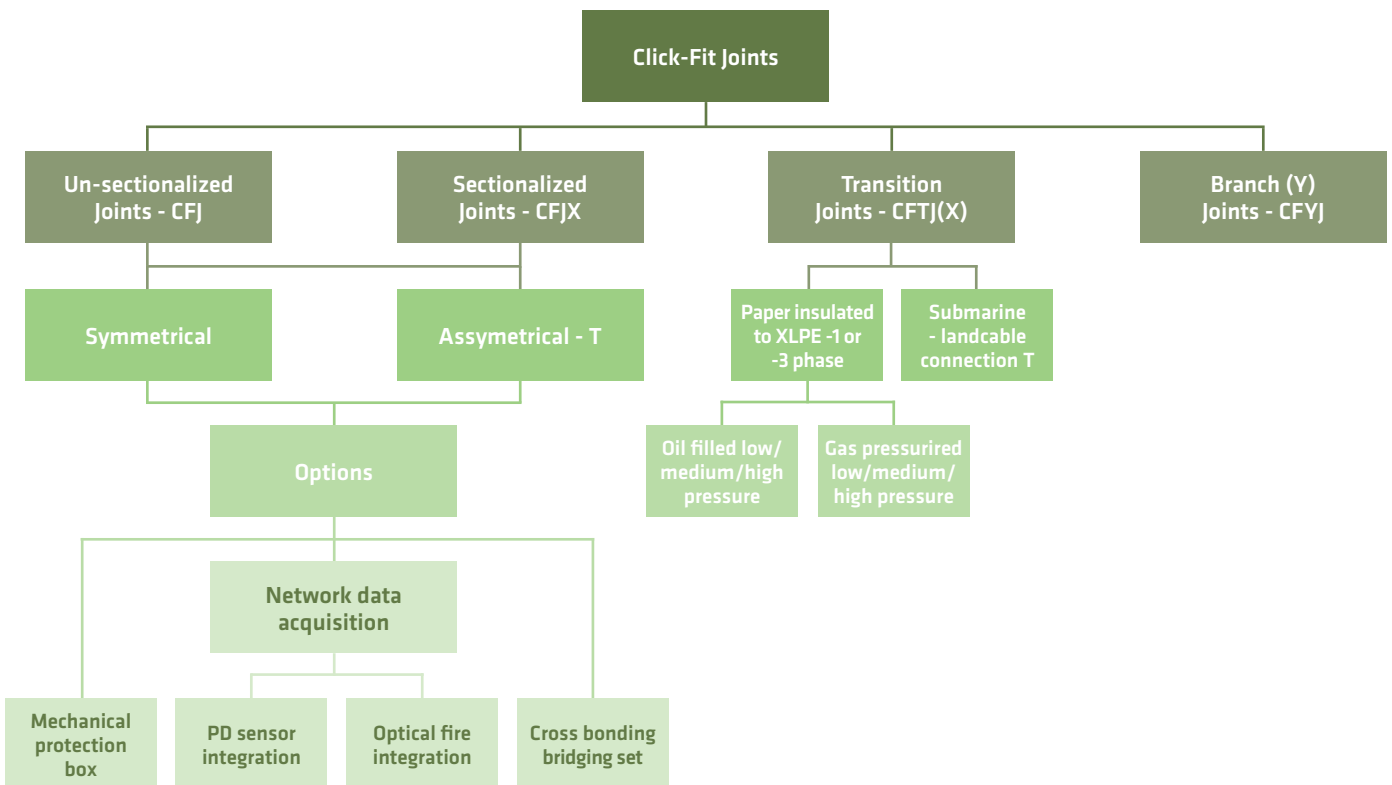 Click-Fit Joints
Un-sectionalized
Joints - CFJ
Sectionalized
Joints - CFJX
Transition
Joints - CFTJ(X)
Branch (Y)
Joints - CFYJ
Symmetrical
Assymetrical - T
Paper insulated
to XLPE -1 or
-3 phase
Submarine
- landcable
connection T
Options
Oil filled low/
medium/high
pressure
Gas pressurired
low/medium/
high pressure
Network data
acquisition
Mechanical
protection
box
PD sensor
integration
Optical fire
integration
Cross bonding
bridging set